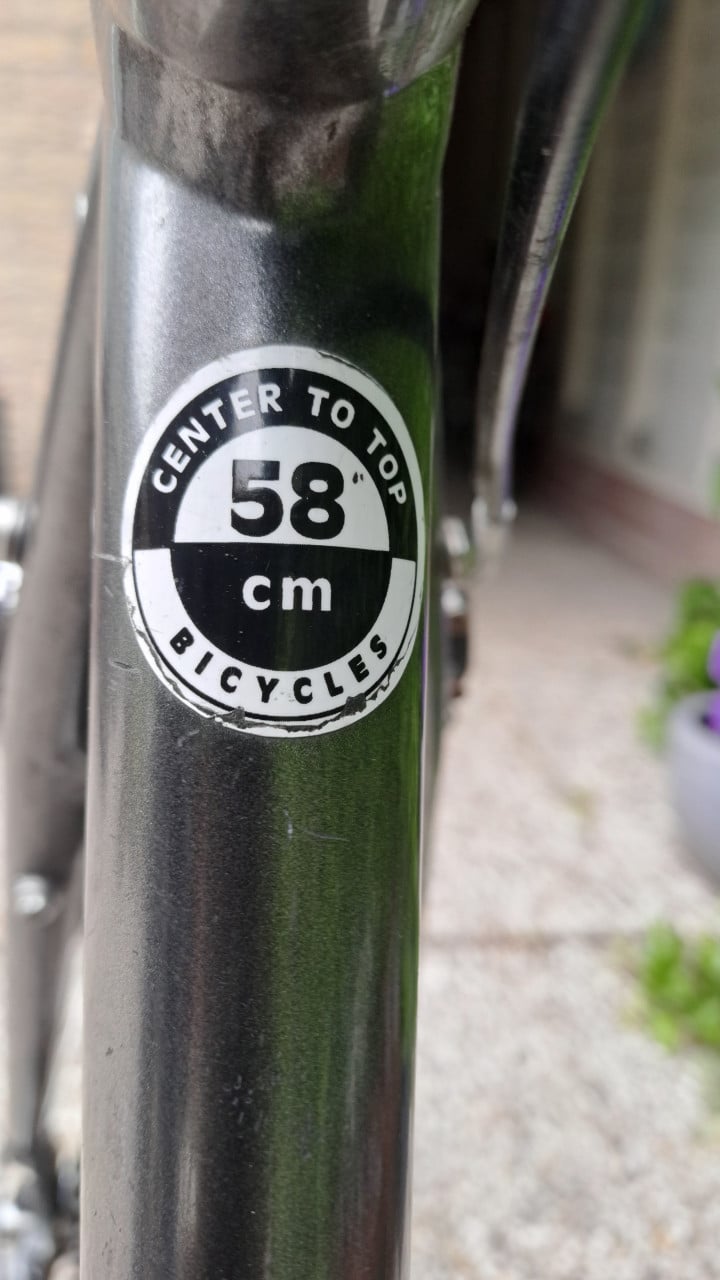 CENTER TO TOP
58
cm
BICYCLES